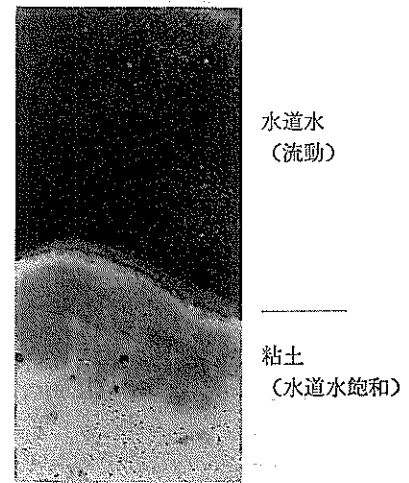 水道水
（流動）
粘土
（水道水飽和）